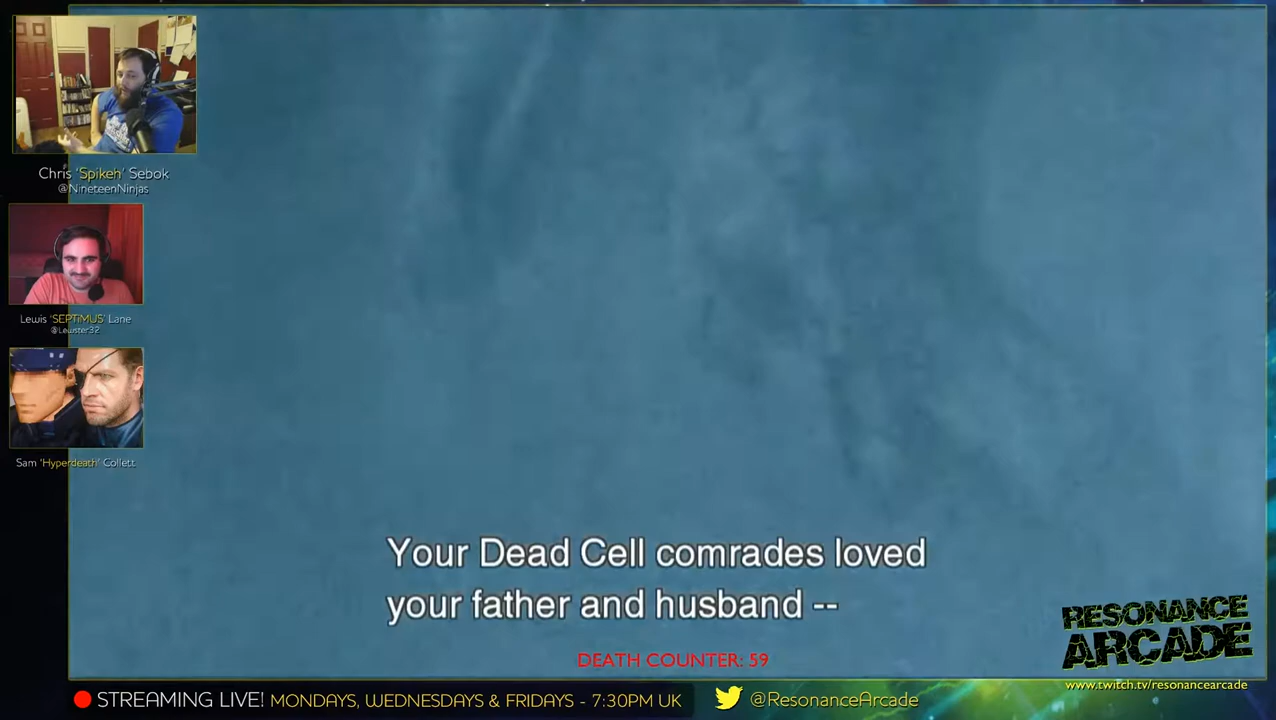 Chris 'Spikeh' Sebok
@NineteenNinjas
Lewis 'SEPTiMUS' Lane
@Lewster32
Sam 'Hyperdeath' Collett
Your Dead Cell comrades loved
your father and husband --
DEATH COUNTER: 59
RESONANCE
ARCADE
www.twitch.tv/resonancearcade
STREAMING LIVE! MONDAYS, WEDNESDAYS & FRIDAYS - 7:30PM UK
@ResonanceArcade